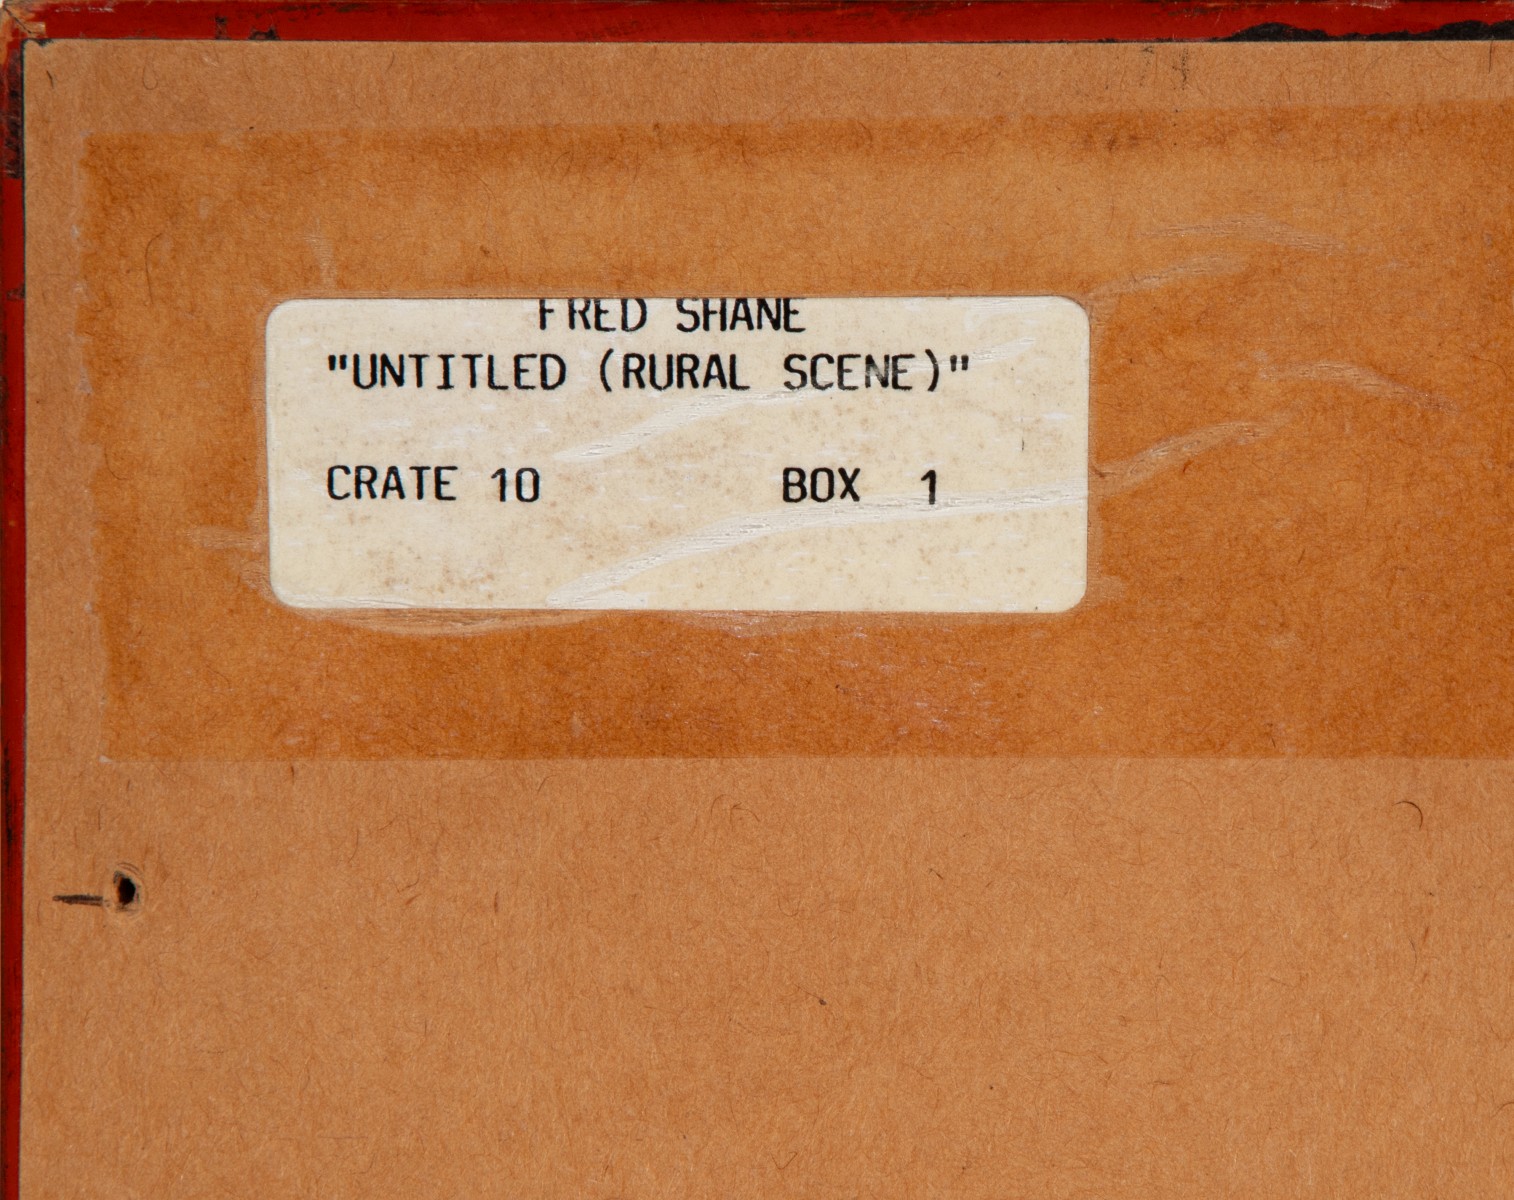 FRED SHANE
"UNTITLED (RURAL SCENE)"
CRATE 10 BOX 1